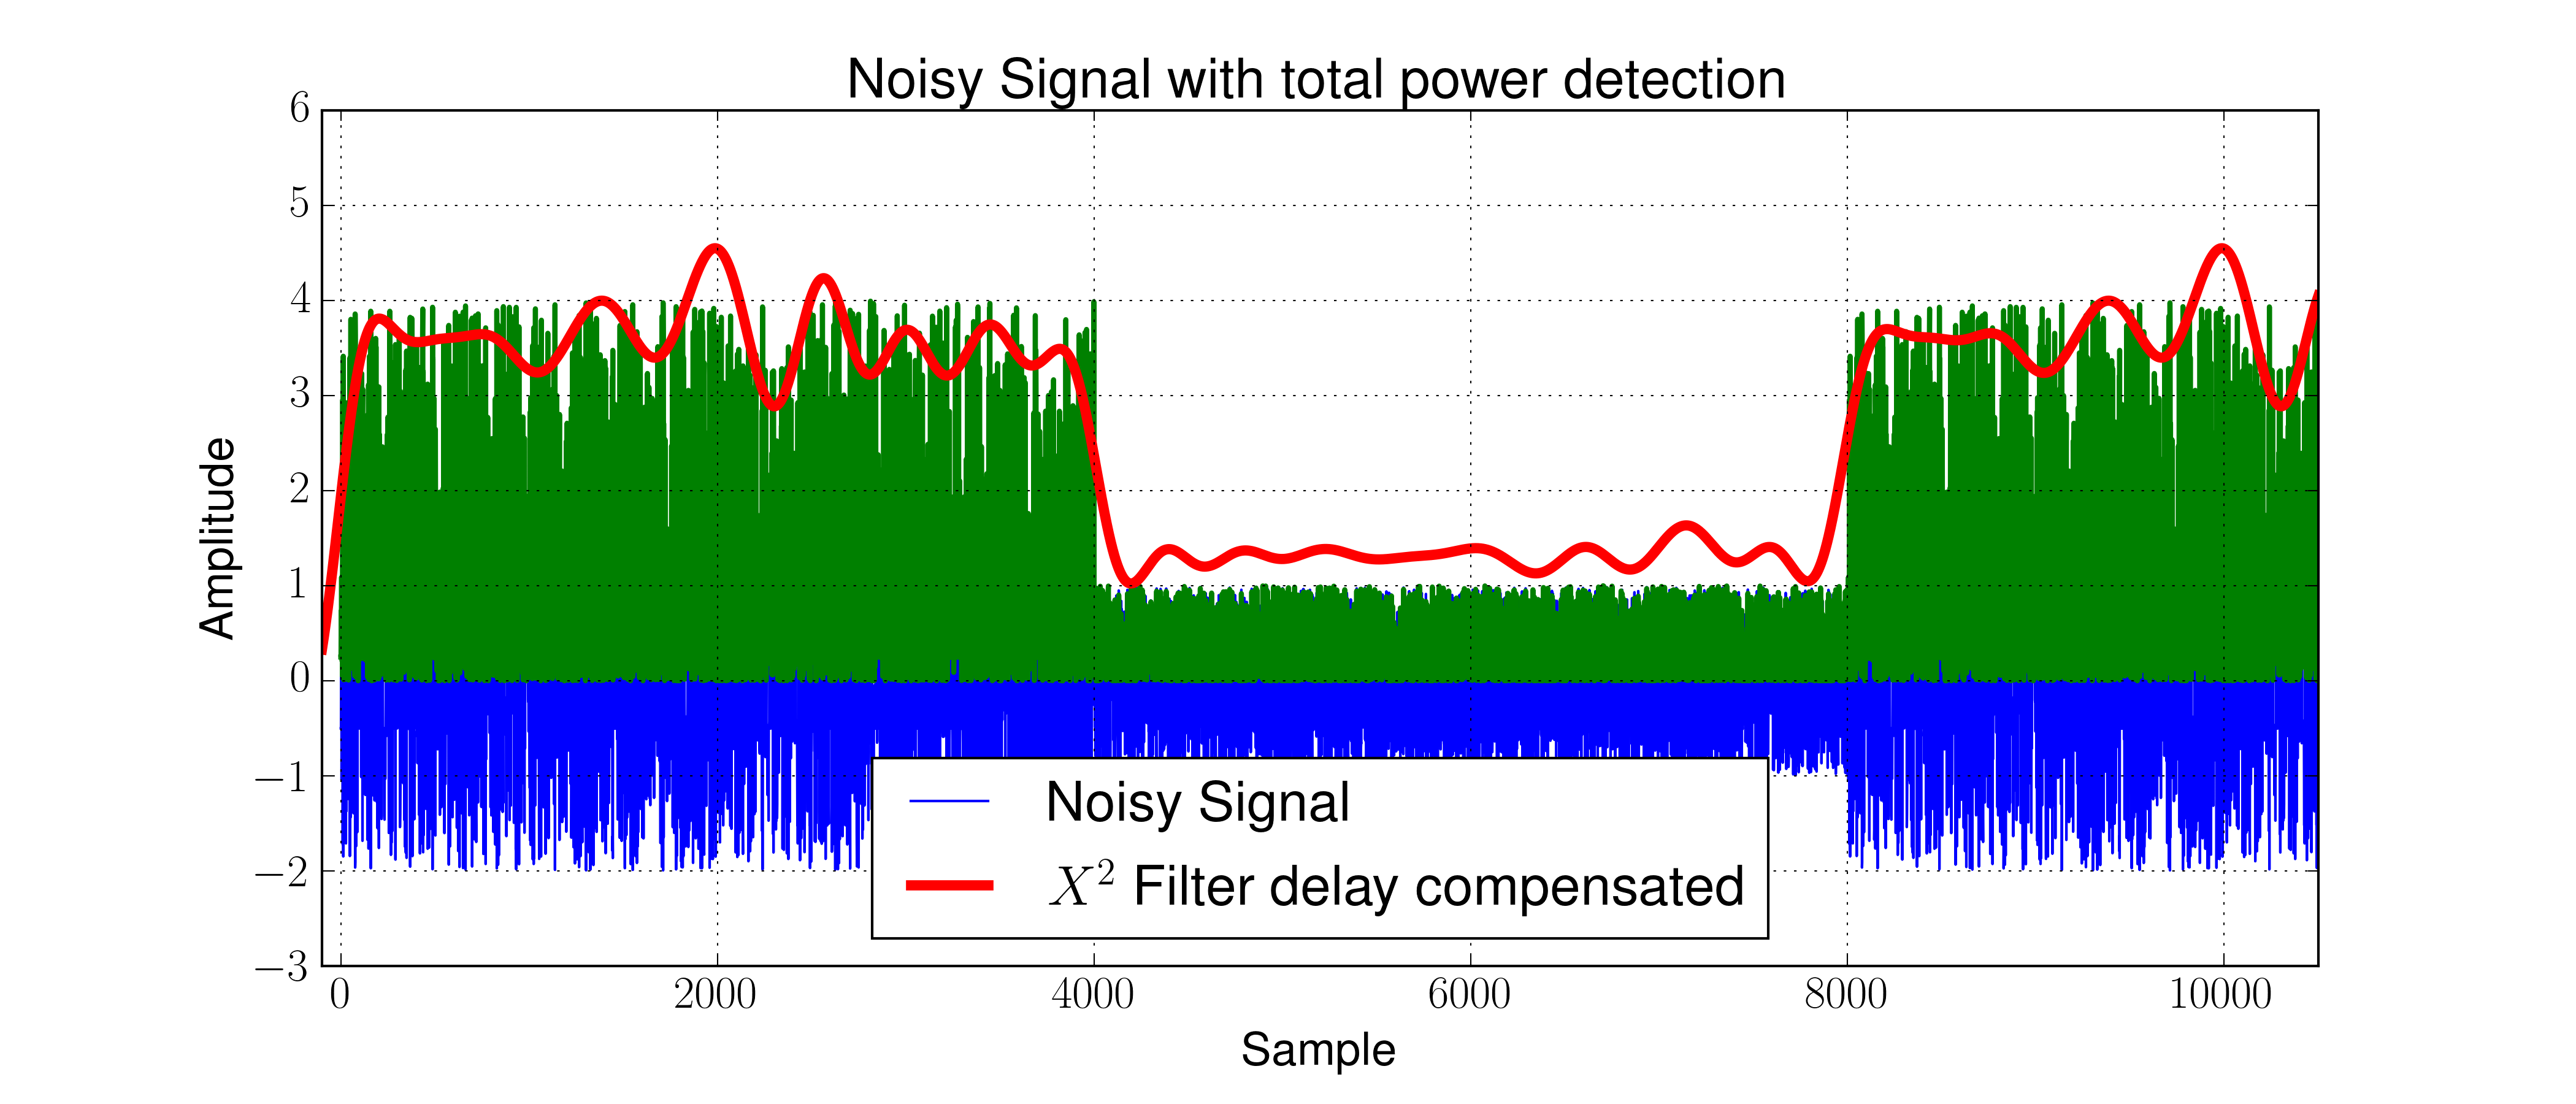 Noisy Signal with total power detection
6
5
4
3
2
1
0
−1
−2
−3
Amplitude
Noisy Signal
X² Filter delay compensated
0 2000 4000 6000 8000 10000
Sample